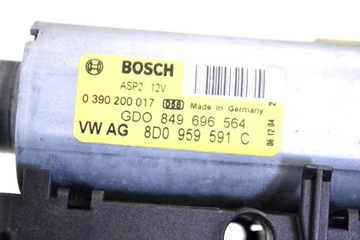 BOSCH
ASP2 12V
0 390 200 017 058 Made in Germany
GDO 849 696 564
VW AG 8D0 959 591 C
06 12 04 2